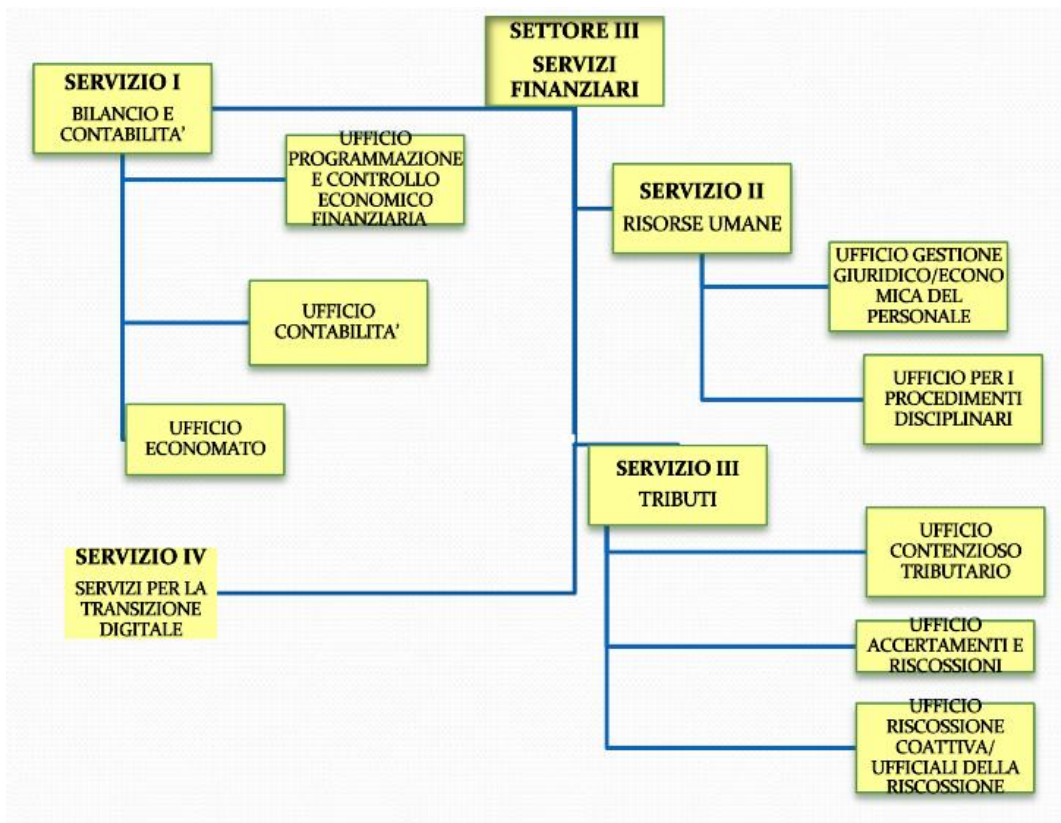 SETTORE III
SERVIZI
FINANZIARI
SERVIZIO I
BILANCIO E
CONTABILITA’
UFFICIO
PROGRAMMAZIONE
E CONTROLLO
ECONOMICO
FINANZIARIA
UFFICIO
CONTABILITA’
UFFICIO
ECONOMATO
SERVIZIO II
RISORSE UMANE
UFFICIO GESTIONE
GIURIDICO/ECONO
MICA DEL
PERSONALE
UFFICIO PER I
PROCEDIMENTI
DISCIPLINARI
SERVIZIO III
TRIBUTI
UFFICIO
CONTENZIOSO
TRIBUTARIO
UFFICIO
ACCERTAMENTI E
RISCOSSIONI
UFFICIO
RISCOSSIONE
COATTIVA/
UFFICIALI DELLA
RISCOSSIONE
SERVIZIO IV
SERVIZI PER LA
TRANSIZIONE
DIGITALE